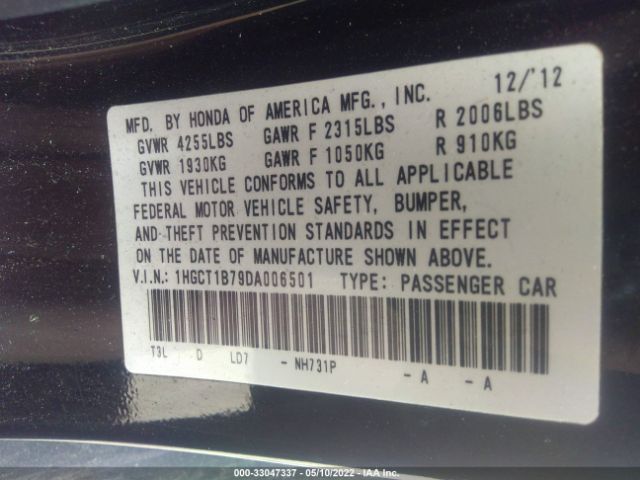 12/'12
MFD. BY HONDA OF AMERICA MFG., INC.
GVWR 4255LBS GAWR F 2315LBS R 2006LBS
GVWR 1930KG GAWR F 1050KG R 910KG
THIS VEHICLE CONFORMS TO ALL APPLICABLE
FEDERAL MOTOR VEHICLE SAFETY, BUMPER,
AND THEFT PREVENTION STANDARDS IN EFFECT
ON THE DATE OF MANUFACTURE SHOWN ABOVE.
V.I.N.: 1HGCT1B79DA006501 TYPE: PASSENGER CAR
T3L D LD7 - NH731P - A - A
000-33047337 - 05/10/2022 - IAA Inc.